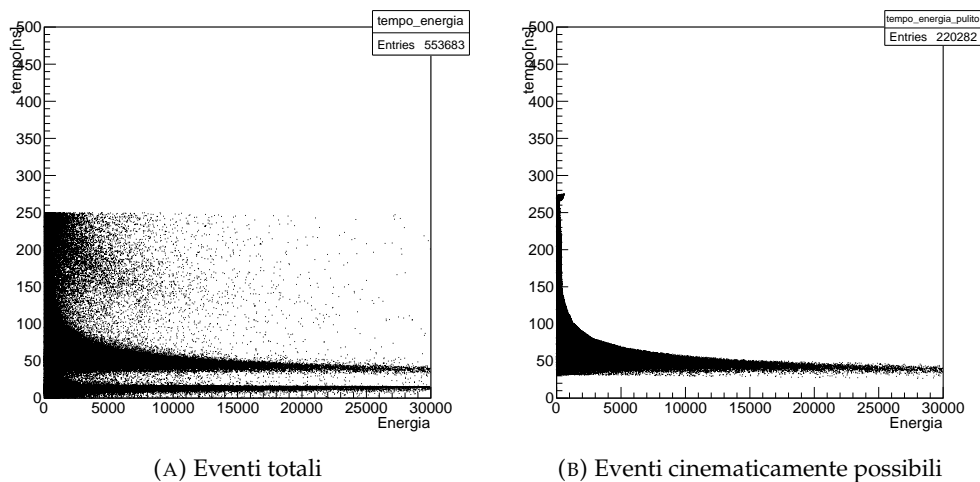 tempo_energia
Entries 553683
tempo[ns]
500
450
400
350
300
250
200
150
100
50
0
0 5000 10000 15000 20000 25000 30000
Energia
(A) Eventi totali
tempo_energia_pulito
Entries 220282
tempo[ns]
500
450
400
350
300
250
200
150
100
50
0
0 5000 10000 15000 20000 25000 30000
Energia
(B) Eventi cinematicamente possibili